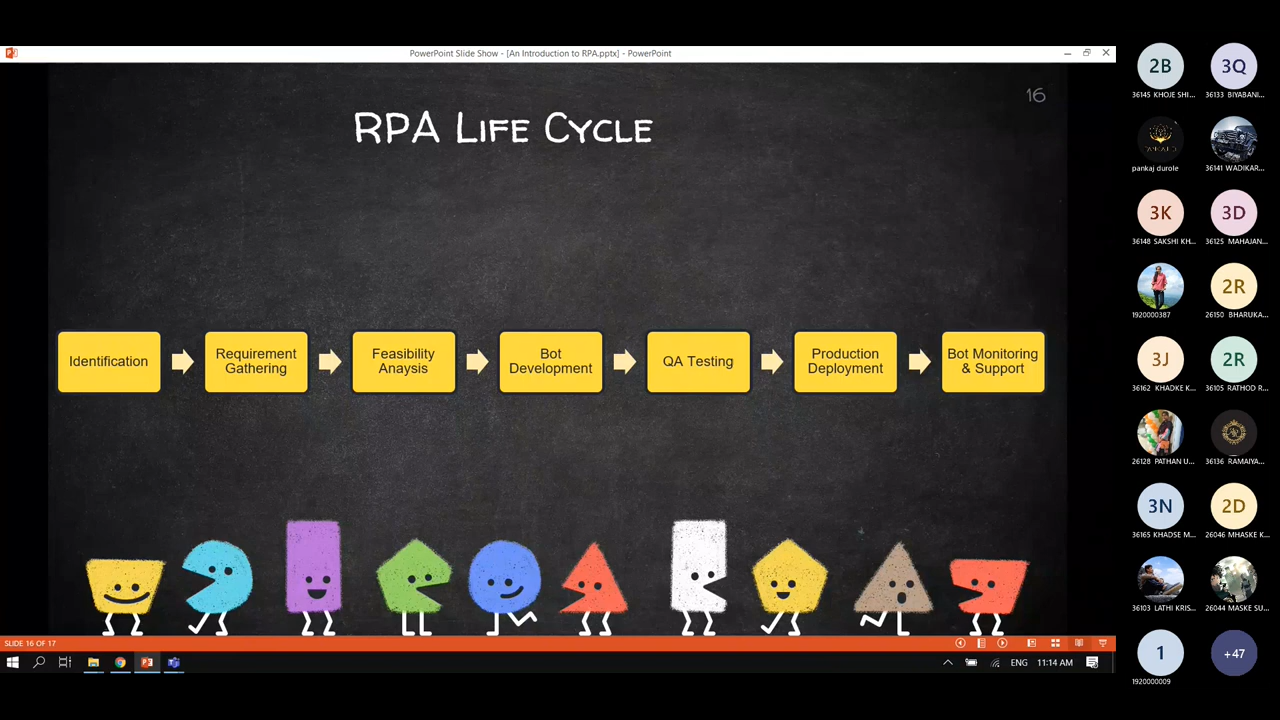 PowerPoint Slide Show - [An Introduction to RPA.pptx] - PowerPoint
16
RPA Life Cycle
Identification
Requirement
Gathering
Feasibility
Anaysis
Bot
Development
QA Testing
Production
Deployment
Bot Monitoring
& Support
SLIDE 16 OF 17
ENG
11:14 AM
2B
3Q
36145 KHOJE SHI...
36133 BIYABANI...
pankaj durole
36141 WADIKAR...
3K
3D
36148 SAKSHI KH...
36125 MAHAJAN...
2R
1920000387
26150 BHARUKA...
3J
2R
36162 KHADKE K...
36105 RATHOD R...
26128 PATHAN U...
36136 RAMAIYA...
3N
2D
36165 KHADSE M...
26046 MHASKE K...
36103 LATHI KRIS...
26044 MASKE SU...
1
+47
1920000009